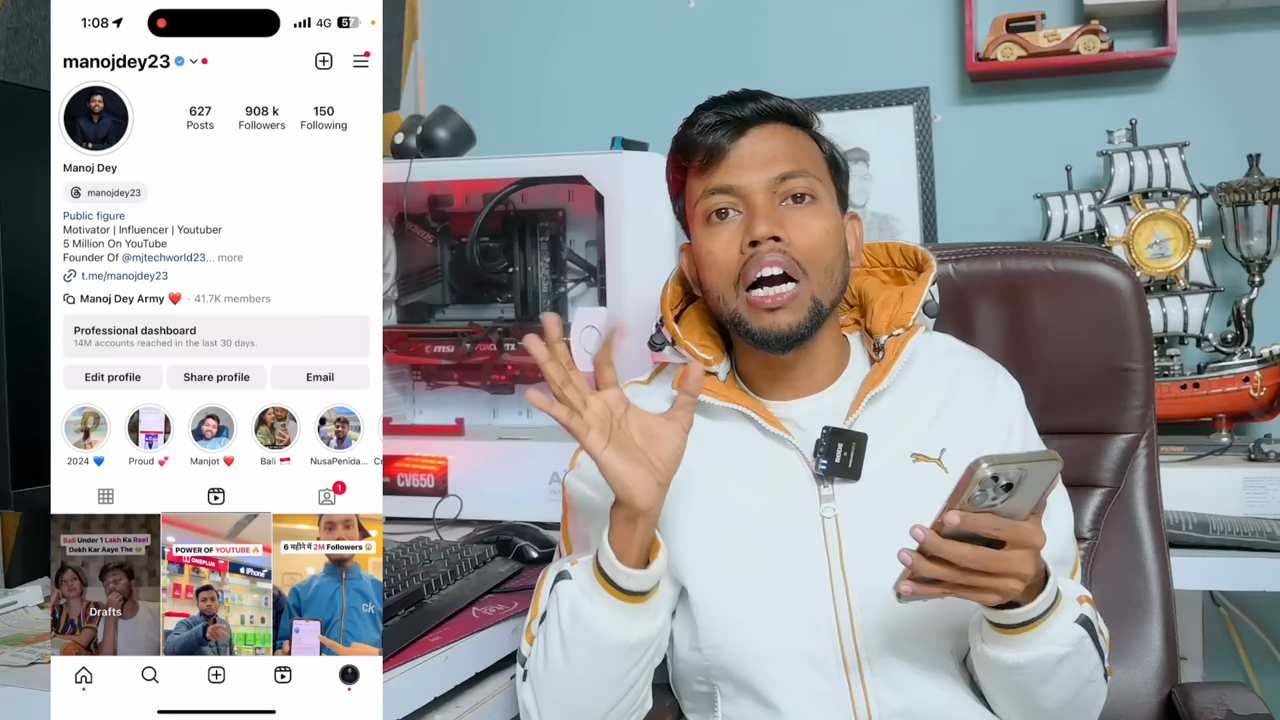 1:08
4G
57
manojdey23
627
Posts
908 k
Followers
150
Following
Manoj Dey
manojdey23
Public figure
Motivator | Influencer | Youtuber
5 Million On YouTube
Founder Of @mjtechworld23... more
t.me/manojdey23
Manoj Dey Army ❤️ · 41.7K members
Professional dashboard
14M accounts reached in the last 30 days.
Edit profile
Share profile
Email
2024 💙
Proud 💕
Manjot ❤️
Bali 🇮🇩
NusaPenida...
1
Bali Under 1 Lakh Ka Reel
Dekh Kar Aaye The
Drafts
POWER OF YOUTUBE 🔥
ONEPLUS
iPhone
6 महीने में 2M Followers 😱
ck
msi
CV650